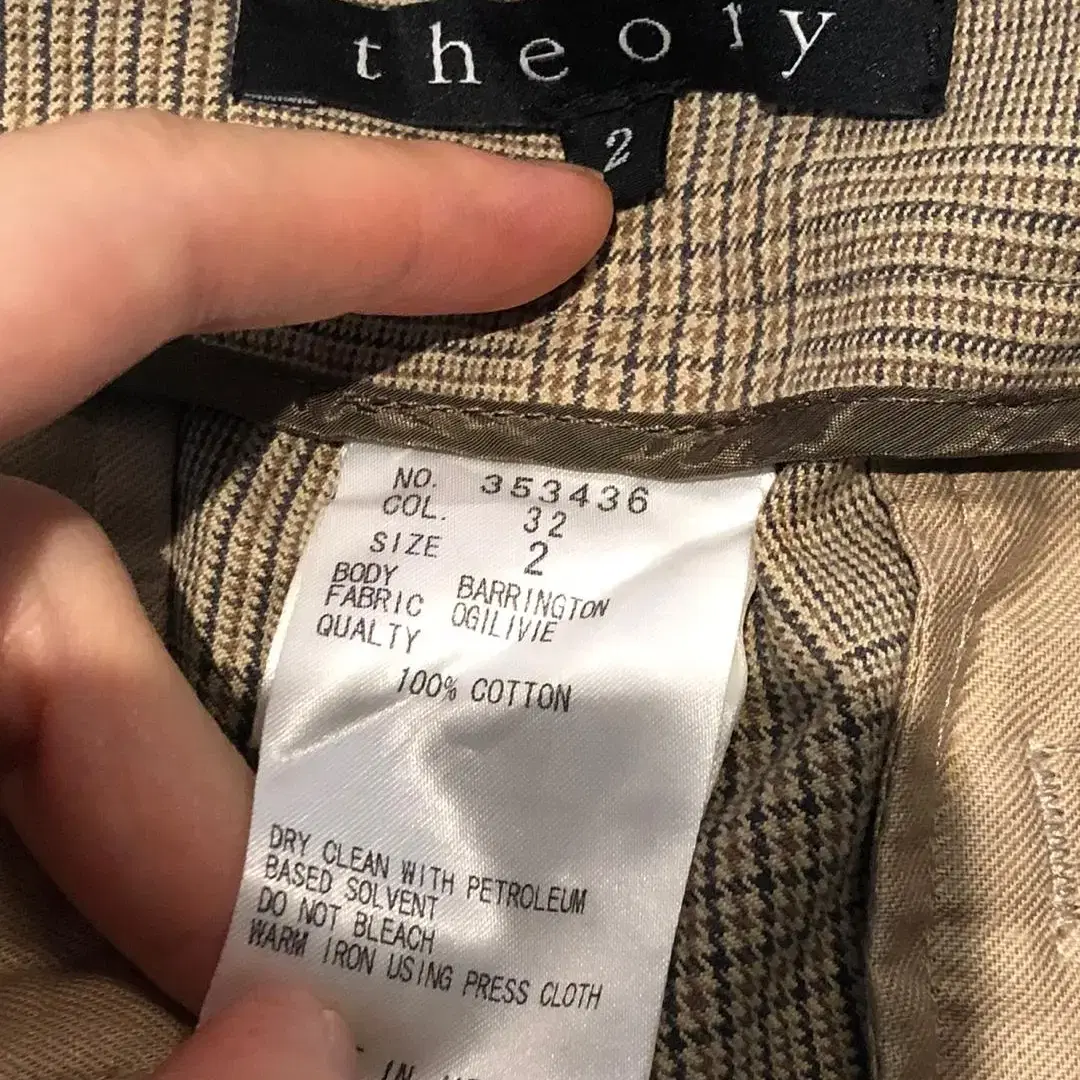 theory
2
NO. 353436
COL. 32
SIZE 2
BODY BARRINGTON
FABRIC OGILIVIE
QUALTY
100% COTTON
DRY CLEAN WITH PETROLEUM
BASED SOLVENT
DO NOT BLEACH
WARM IRON USING PRESS CLOTH
IN